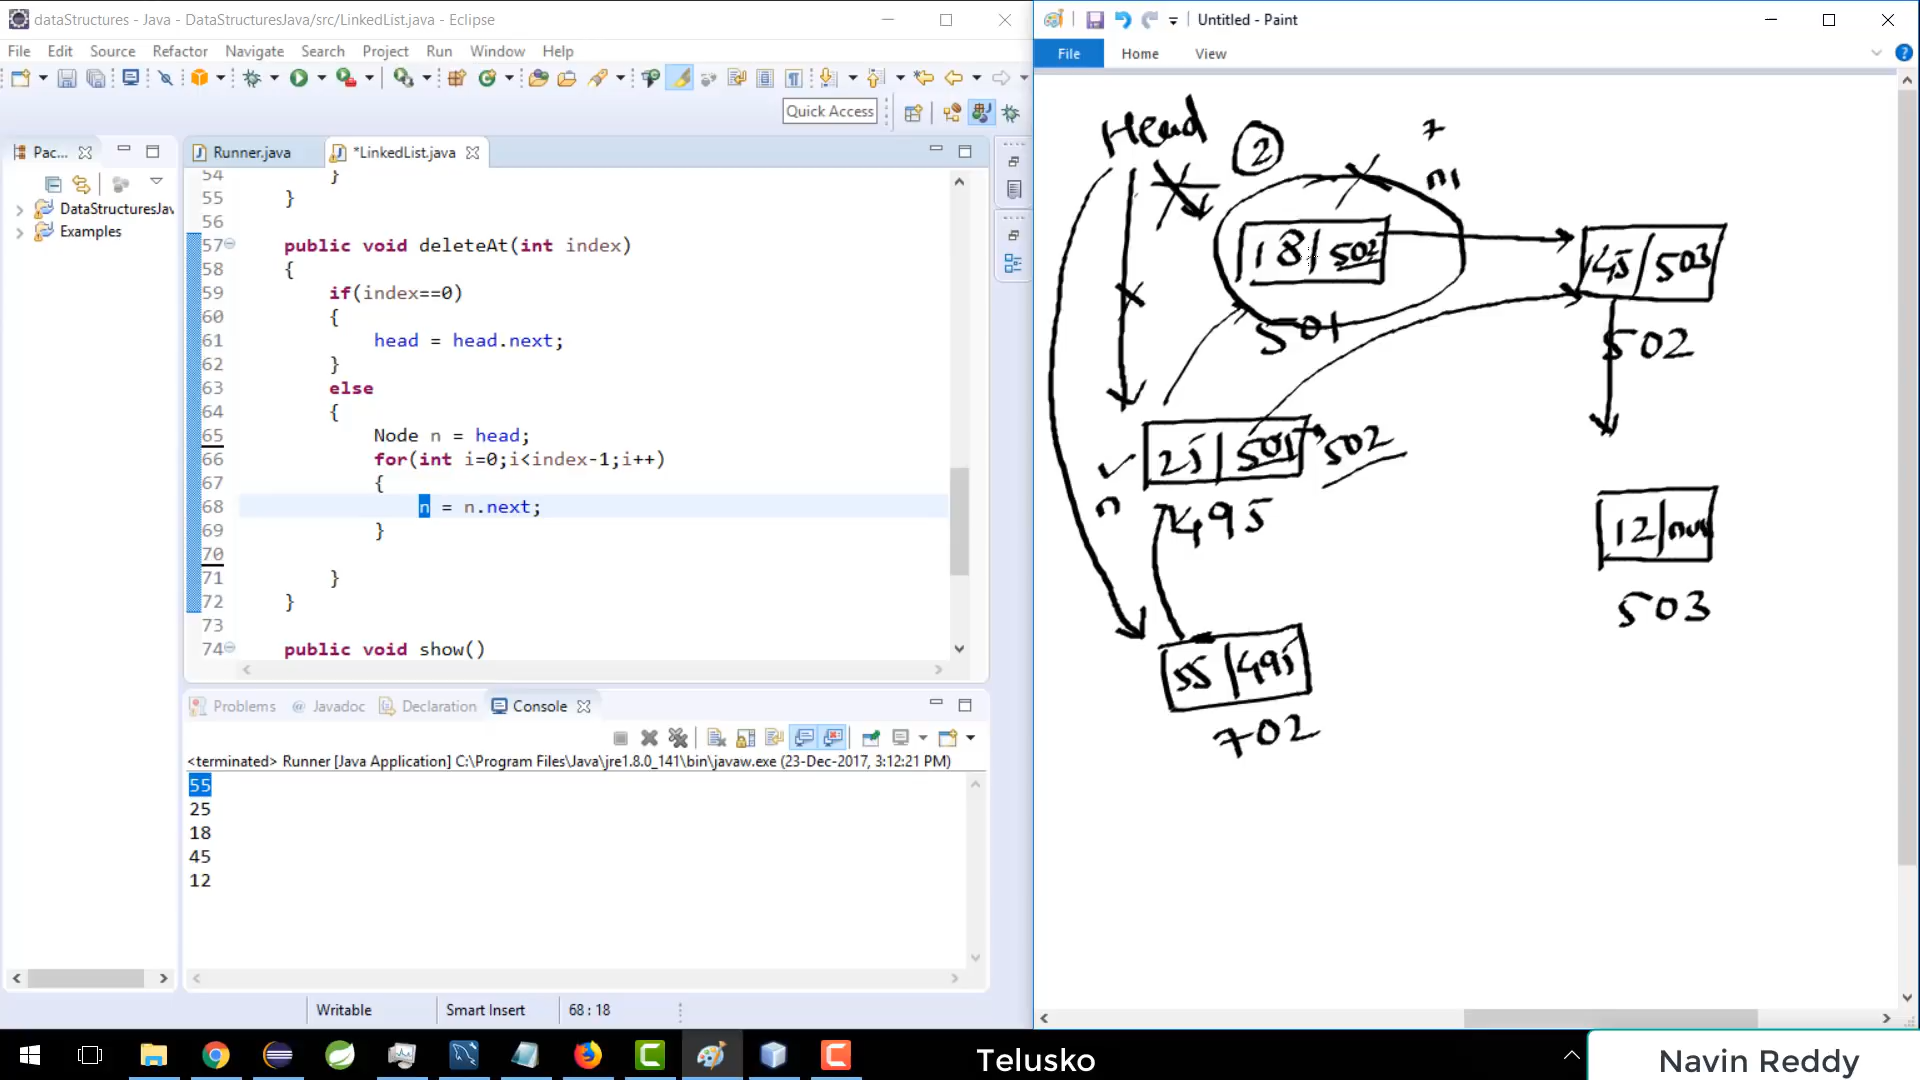 dataStructures - Java - DataStructuresJava/src/LinkedList.java - Eclipse
File Edit Source Refactor Navigate Search Project Run Window Help
Quick Access
Pac...
DataStructuresJav
Examples
Runner.java
*LinkedList.java
54 }
55 }
56
57 public void deleteAt(int index)
58 {
59 if(index==0)
60 {
61 head = head.next;
62 }
63 else
64 {
65 Node n = head;
66 for(int i=0;i<index-1;i++)
67 {
68 n = n.next;
69 }
70
71 }
72 }
73
74 public void show()
Problems @ Javadoc Declaration Console
<terminated> Runner [Java Application] C:\Program Files\Java\jre1.8.0_141\bin\javaw.exe (23-Dec-2017, 3:12:21 PM)
55
25
18
45
12
Writable Smart Insert 68 : 18
Untitled - Paint
File Home View
Head
2
n1
18 502
501
45 503
502
25 501 502
n
495
12 null
503
55 495
702
Telusko
Navin Reddy